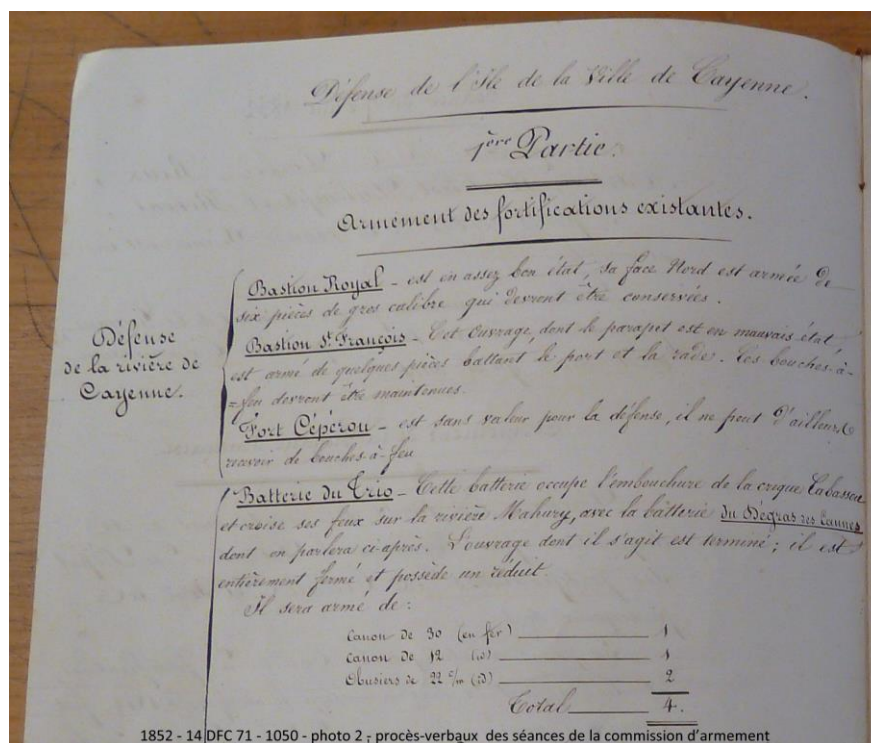 Défense de l'Ile de la Ville de Cayenne.
1ère Partie.
Armement des fortifications existantes.
Défense
de la rivière de
Cayenne.
Bastion Royal - est en assez bon état, sa face Nord est armée de
six pièces de gros calibre qui devront être conservées.
Bastion St. François - Cet ouvrage, dont le parapet est en mauvais état
est armé de quelques pièces battant le port et la rade. Ces bouches-à-
=feu devront être maintenues.
Fort Cépérou - est sans valeur pour la défense, il ne peut d'ailleurs
recevoir de bouches-à-feu
Batterie du Trio - Cette batterie occupe l'embouchure de la crique Cabassou
et croise ses feux sur la rivière Mahury, avec la batterie du Dégras des Cannes
dont on parlera ci-après. L'ouvrage dont il s'agit est terminé ; il est
entièrement fermé et possède un réduit.
Il sera armé de :
Canon de 30 (en fer) 1
Canon de 12 (id) 1
Obusiers de 22 c/m (id) 2
Total 4.
1852 - 14 DFC 71 - 1050 - photo 2 - procès-verbaux des séances de la commission d'armement